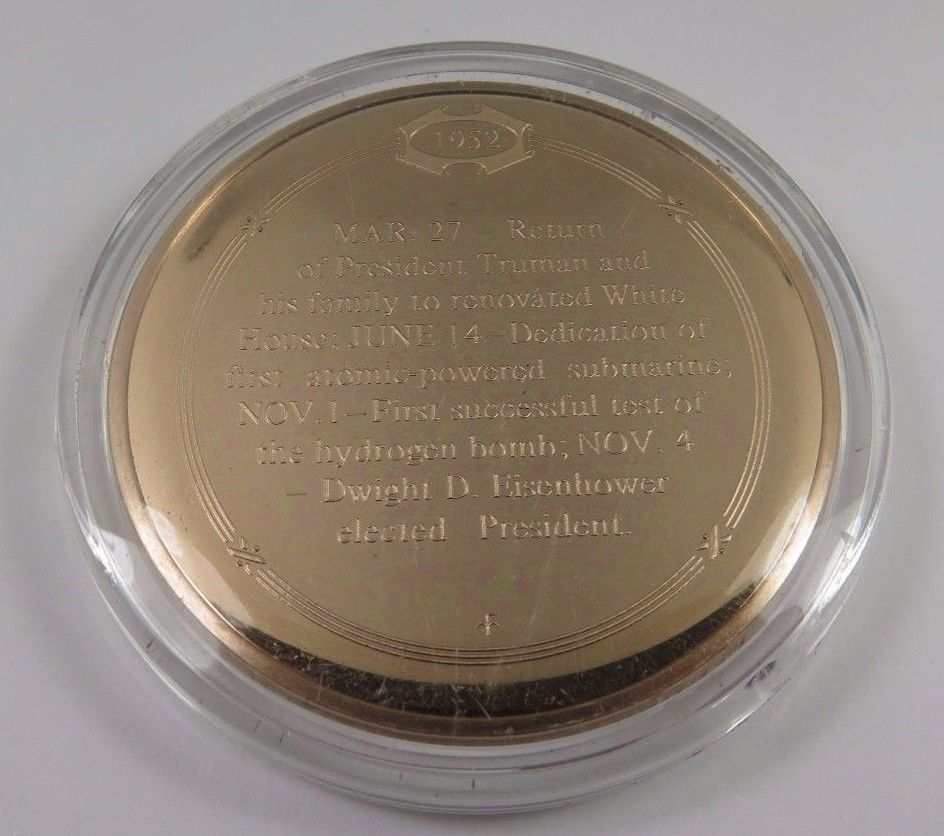 1952
MAR. 27 – Return
of President Truman and
his family to renovated White
House; JUNE 14–Dedication of
first atomic-powered submarine;
NOV. 1–First successful test of
the hydrogen bomb; NOV. 4
– Dwight D. Eisenhower
elected President.